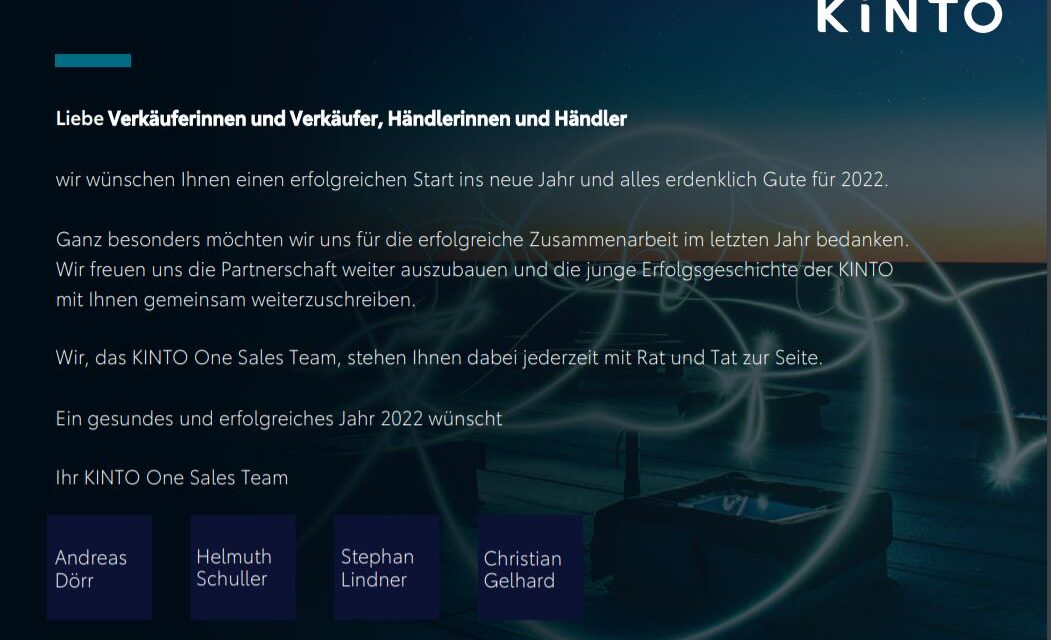 KiNTO
Liebe Verkäuferinnen und Verkäufer, Händlerinnen und Händler
wir wünschen Ihnen einen erfolgreichen Start ins neue Jahr und alles erdenklich Gute für 2022.
Ganz besonders möchten wir uns für die erfolgreiche Zusammenarbeit im letzten Jahr bedanken.
Wir freuen uns die Partnerschaft weiter auszubauen und die junge Erfolgsgeschichte der KINTO
mit Ihnen gemeinsam weiterzuschreiben.
Wir, das KINTO One Sales Team, stehen Ihnen dabei jederzeit mit Rat und Tat zur Seite.
Ein gesundes und erfolgreiches Jahr 2022 wünscht
Ihr KINTO One Sales Team
Andreas
Dörr
Helmuth
Schuller
Stephan
Lindner
Christian
Gelhard